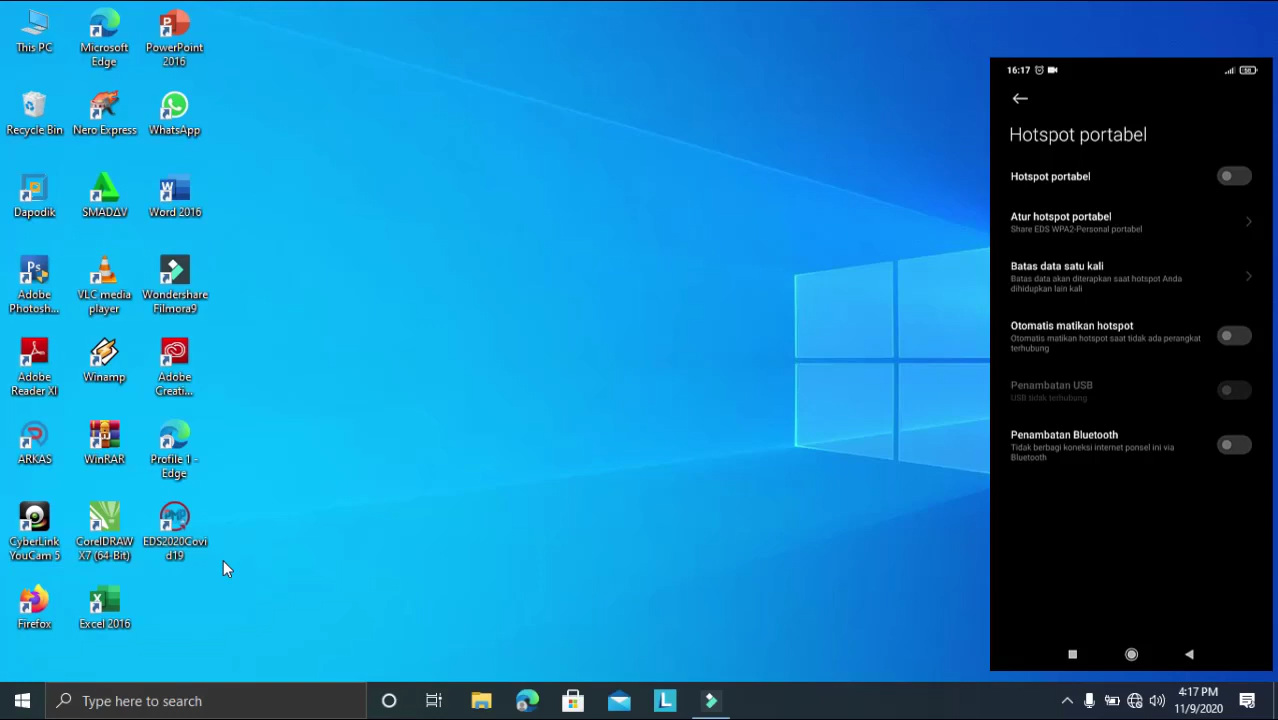 This PC
Microsoft
Edge
PowerPoint
2016
Recycle Bin
Nero Express
WhatsApp
Dapodik
SMADΔV
Word 2016
Adobe
Photosh...
VLC media
player
Wondershare
Filmora9
Adobe
Reader XI
Winamp
Adobe
Creati...
ARKAS
WinRAR
Profile 1 -
Edge
CyberLink
YouCam 5
CorelDRAW
X7 (64-Bit)
EDS2020Covi
d19
Firefox
Excel 2016
16:17
Hotspot portabel
Hotspot portabel
Atur hotspot portabel
Share EDS WPA2-Personal portabel
Batas data satu kali
Batas data akan diterapkan saat hotspot Anda
dihidupkan lain kali
Otomatis matikan hotspot
Otomatis matikan hotspot saat tidak ada perangkat
terhubung
Penambatan USB
USB tidak terhubung
Penambatan Bluetooth
Tidak berbagi koneksi internet ponsel ini via
Bluetooth
Type here to search
4:17 PM
11/9/2020